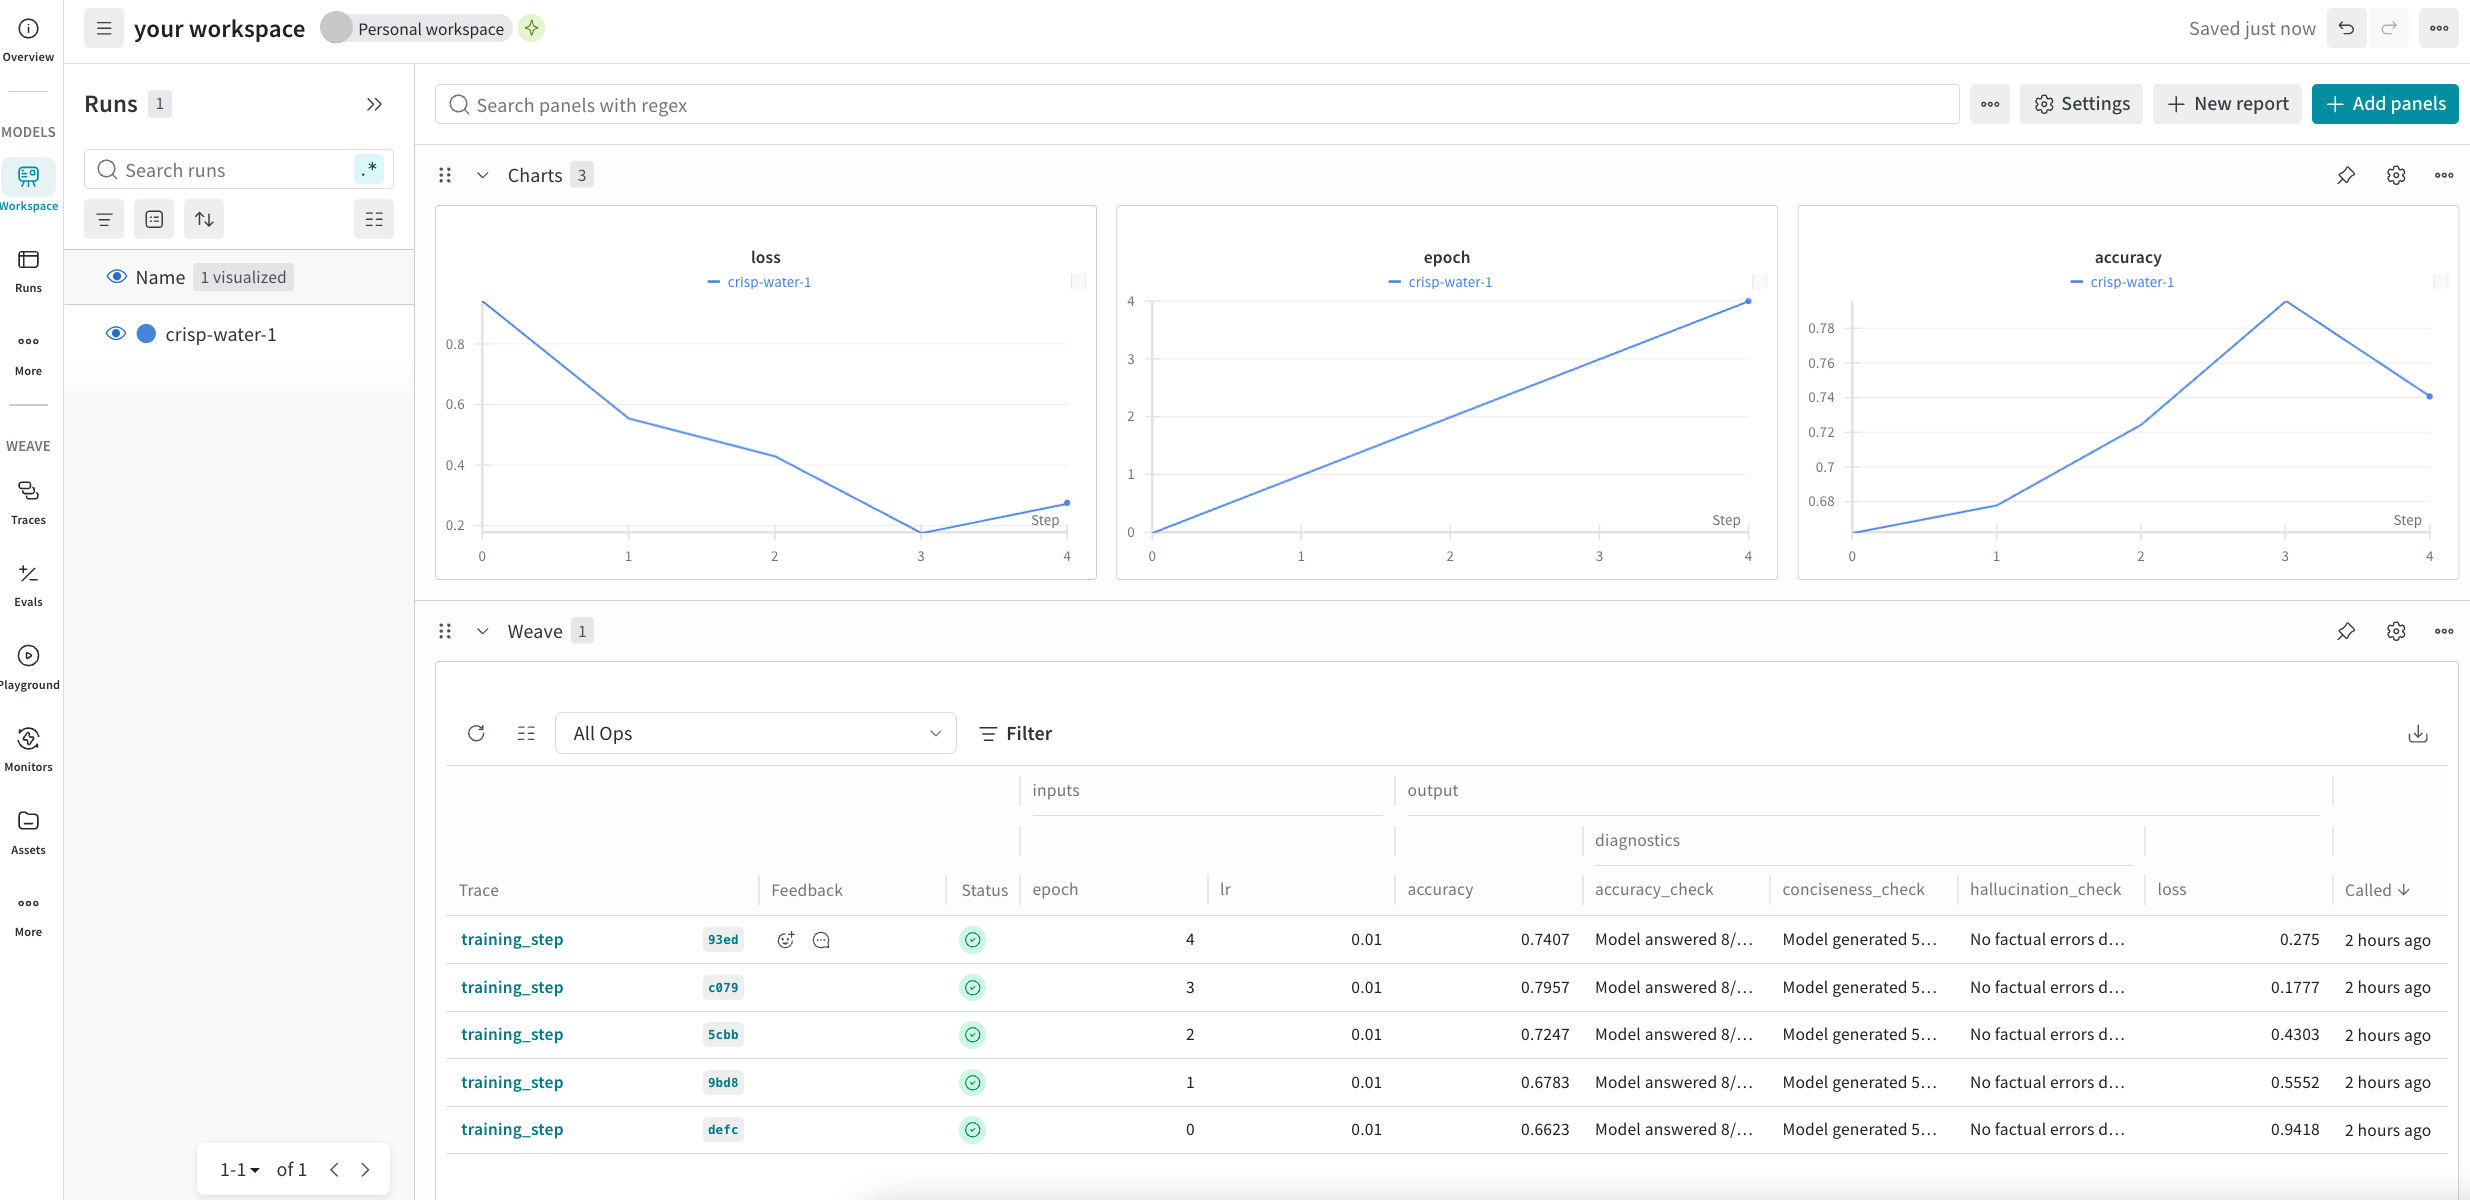 your workspace
Personal workspace
Saved just now
Overview
MODELS
Workspace
Runs
More
WEAVE
Traces
Evals
Playground
Monitors
Assets
More
Runs 1
Search runs
.*
Name 1 visualized
crisp-water-1
1-1 of 1
Search panels with regex
Settings
New report
Add panels
Charts 3
loss
crisp-water-1
0.8
0.6
0.4
0.2
Step
0 1 2 3 4
epoch
crisp-water-1
4
3
2
1
0
Step
0 1 2 3 4
accuracy
crisp-water-1
0.78
0.76
0.74
0.72
0.7
0.68
Step
0 1 2 3 4
Weave 1
All Ops
Filter
inputs output
diagnostics
Trace Feedback Status epoch lr accuracy accuracy_check conciseness_check hallucination_check loss Called
training_step 93ed 4 0.01 0.7407 Model answered 8/... Model generated 5... No factual errors d... 0.275 2 hours ago
training_step c079 3 0.01 0.7957 Model answered 8/... Model generated 5... No factual errors d... 0.1777 2 hours ago
training_step 5cbb 2 0.01 0.7247 Model answered 8/... Model generated 5... No factual errors d... 0.4303 2 hours ago
training_step 9bd8 1 0.01 0.6783 Model answered 8/... Model generated 5... No factual errors d... 0.5552 2 hours ago
training_step defc 0 0.01 0.6623 Model answered 8/... Model generated 5... No factual errors d... 0.9418 2 hours ago